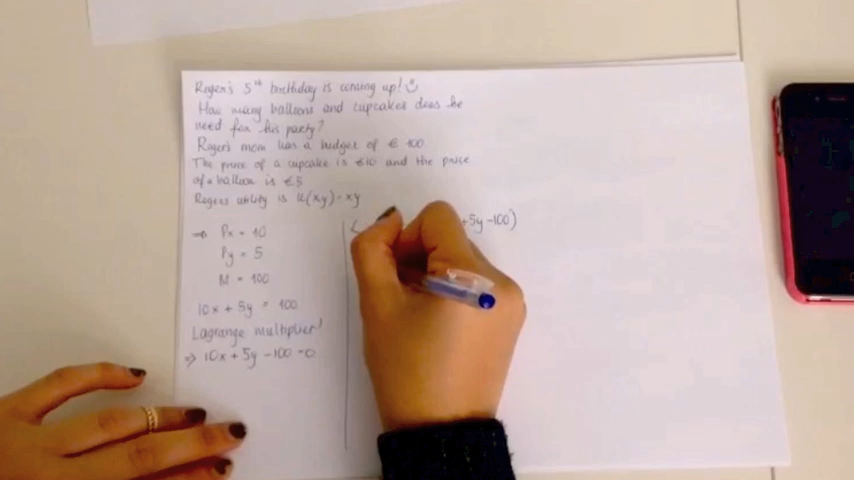 Roger's 5th birthday is coming up! ☺
How many balloons and cupcakes does he
need for his party?
Roger's mom has a budget of € 100
The price of a cupcake is €10 and the price
of a balloon is €5
Rogers utility is U(xy) = xy
⇒ Px = 10
Py = 5
M = 100
10x + 5y = 100
Lagrange multiplier!
⇒ 10x + 5y - 100 = 0
+5y -100)